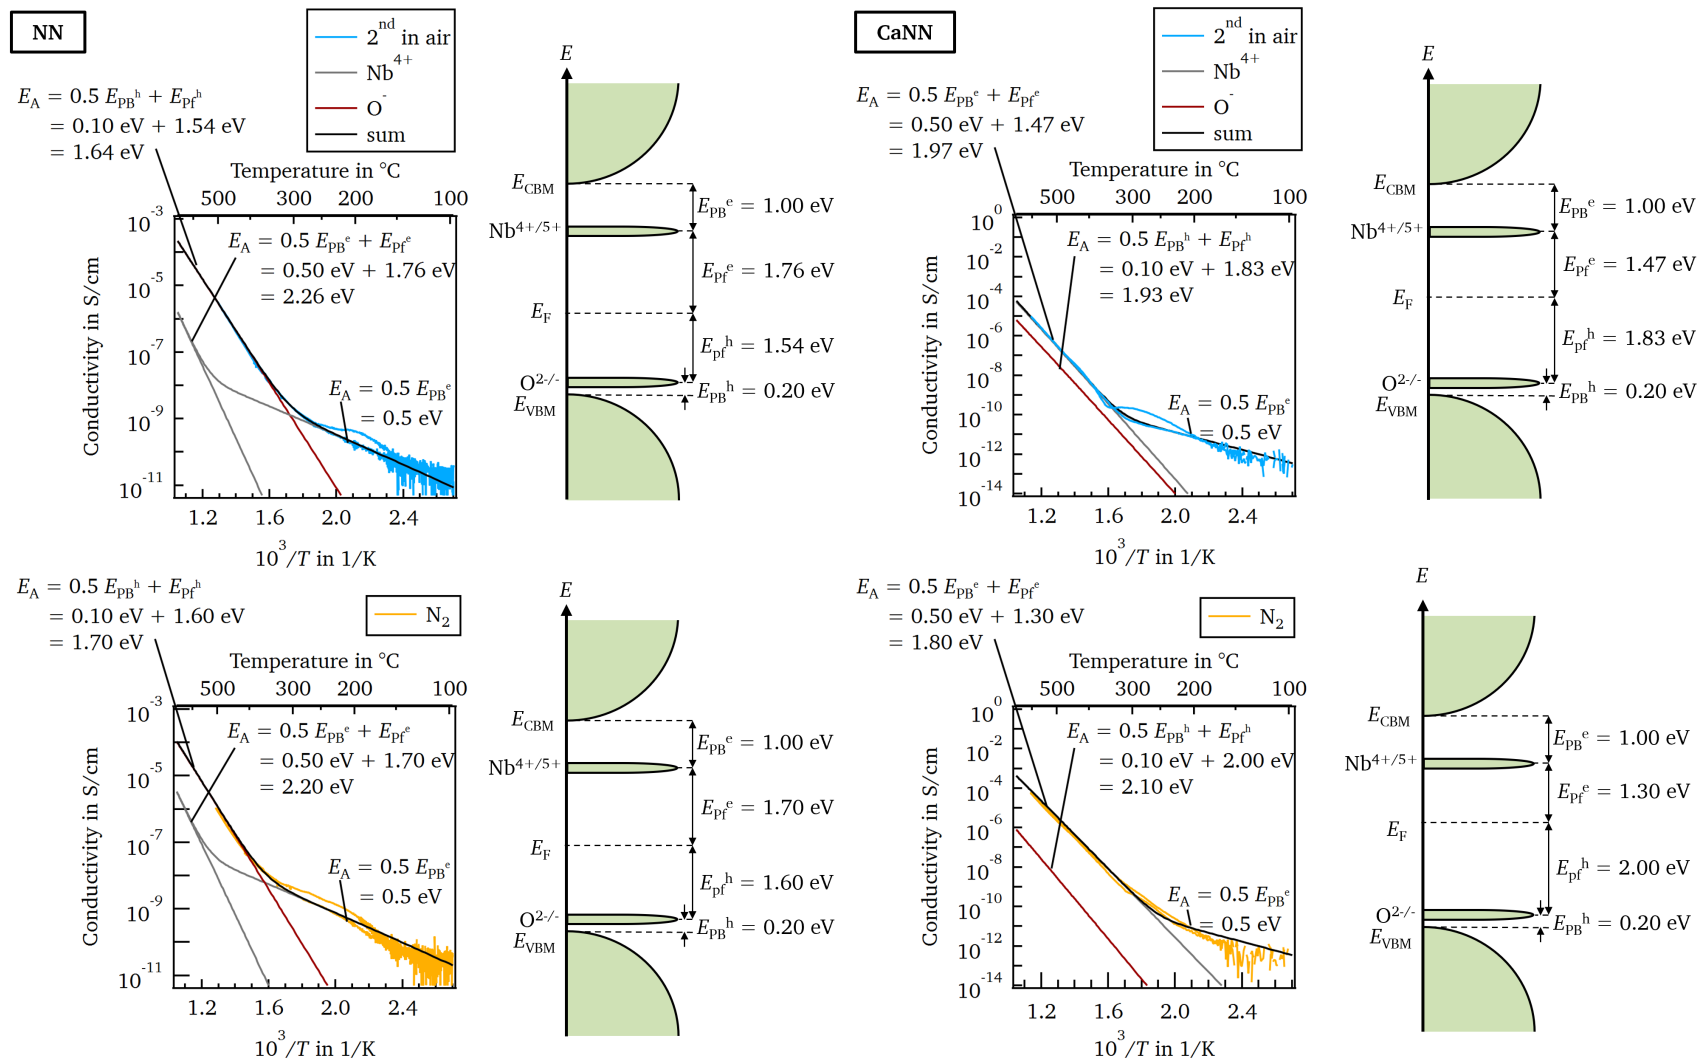 NN
2nd in air
Nb4+
O-
sum
EA = 0.5 EPBh + EPfh
= 0.10 eV + 1.54 eV
= 1.64 eV
Temperature in °C
500 300 200 100
10-3
10-5
10-7
10-9
10-11
Conductivity in S/cm
EA = 0.5 EPBe + EPfe
= 0.50 eV + 1.76 eV
= 2.26 eV
EA = 0.5 EPBe
= 0.5 eV
1.2 1.6 2.0 2.4
103/T in 1/K
E
ECBM
EPBe = 1.00 eV
Nb4+/5+
EPfe = 1.76 eV
EF
Epfh = 1.54 eV
O2-/-
EPBh = 0.20 eV
EVBM
CaNN
2nd in air
Nb4+
O-
sum
EA = 0.5 EPBe + EPfe
= 0.50 eV + 1.47 eV
= 1.97 eV
Temperature in °C
500 300 200 100
100
10-2
10-4
10-6
10-8
10-10
10-12
10-14
Conductivity in S/cm
EA = 0.5 EPBh + EPfh
= 0.10 eV + 1.83 eV
= 1.93 eV
EA = 0.5 EPBe
= 0.5 eV
1.2 1.6 2.0 2.4
103/T in 1/K
E
ECBM
EPBe = 1.00 eV
Nb4+/5+
EPfe = 1.47 eV
EF
Epfh = 1.83 eV
O2-/-
EPBh = 0.20 eV
EVBM
EA = 0.5 EPBh + EPfh
= 0.10 eV + 1.60 eV
= 1.70 eV
N2
Temperature in °C
500 300 200 100
10-3
10-5
10-7
10-9
10-11
Conductivity in S/cm
EA = 0.5 EPBe + EPfe
= 0.50 eV + 1.70 eV
= 2.20 eV
EA = 0.5 EPBe
= 0.5 eV
1.2 1.6 2.0 2.4
103/T in 1/K
E
ECBM
EPBe = 1.00 eV
Nb4+/5+
EPfe = 1.70 eV
EF
Epfh = 1.60 eV
O2-/-
EPBh = 0.20 eV
EVBM
EA = 0.5 EPBe + EPfe
= 0.50 eV + 1.30 eV
= 1.80 eV
N2
Temperature in °C
500 300 200 100
100
10-2
10-4
10-6
10-8
10-10
10-12
10-14
Conductivity in S/cm
EA = 0.5 EPBh + EPfh
= 0.10 eV + 2.00 eV
= 2.10 eV
EA = 0.5 EPBe
= 0.5 eV
1.2 1.6 2.0 2.4
103/T in 1/K
E
ECBM
EPBe = 1.00 eV
Nb4+/5+
EPfe = 1.30 eV
EF
Epfh = 2.00 eV
O2-/-
EPBh = 0.20 eV
EVBM